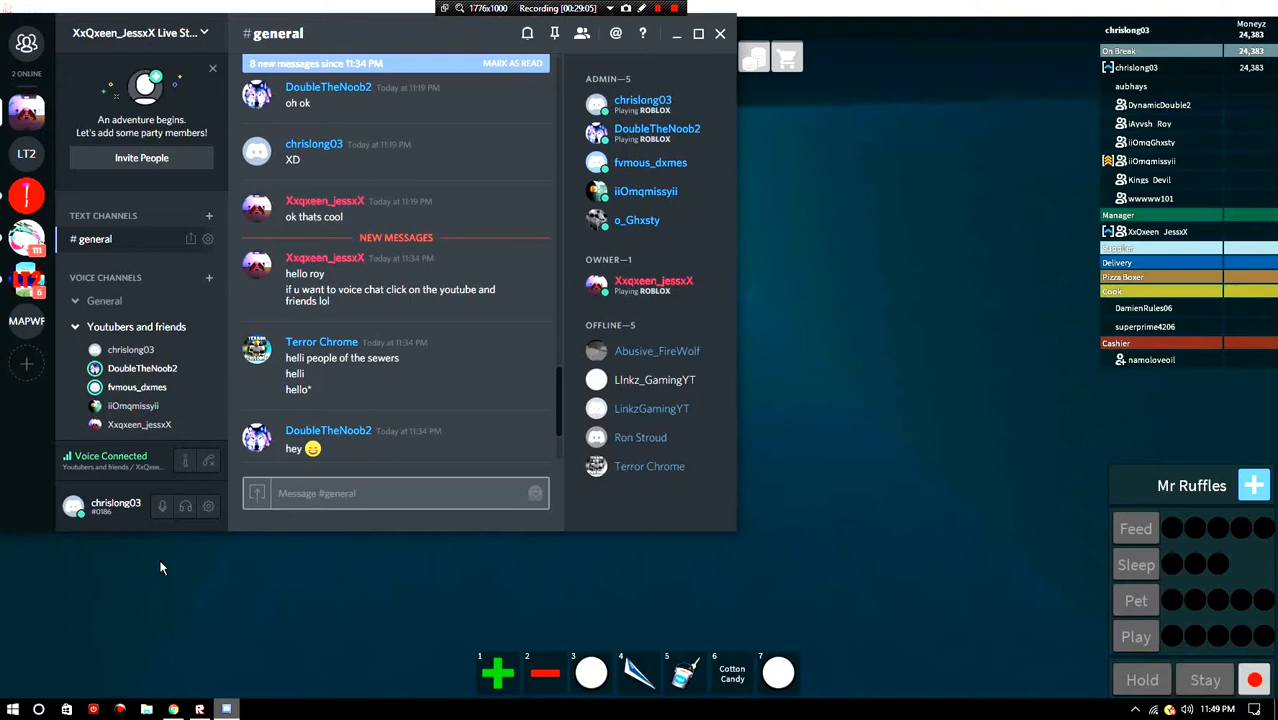 1776x1000
Recording [00:29:05]
XxQxeen_JessxX Live St...
2 ONLINE
An adventure begins.
Let's add some party members!
Invite People
LT2
TEXT CHANNELS
# general
VOICE CHANNELS
General
MAPWF
Youtubers and friends
chrislong03
DoubleTheNoob2
fvmous_dxmes
iiOmqmissyii
Xxqxeen_jessxX
Voice Connected
Youtubers and friends / XxQxee...
chrislong03
#0186
#general
8 new messages since 11:34 PM
MARK AS READ
DoubleTheNoob2 Today at 11:19 PM
oh ok
chrislong03 Today at 11:19 PM
XD
Xxqxeen_jessxX Today at 11:19 PM
ok thats cool
NEW MESSAGES
Xxqxeen_jessxX Today at 11:34 PM
hello roy
if u want to voice chat click on the youtube and
friends lol
Terror Chrome Today at 11:34 PM
helli people of the sewers
helli
hello*
DoubleTheNoob2 Today at 11:34 PM
hey
Message #general
ADMIN—5
chrislong03
Playing ROBLOX
DoubleTheNoob2
Playing ROBLOX
fvmous_dxmes
iiOmqmissyii
o_Ghxsty
OWNER—1
Xxqxeen_jessxX
Playing ROBLOX
OFFLINE—5
Abusive_FireWolf
LInkz_GamingYT
LinkzGamingYT
Ron Stroud
Terror Chrome
chrislong03
Moneyz
24,383
On Break 24,383
chrislong03 24,383
aubhays
DynamicDouble2
iAyvsh_Roy
iiOmqGhxsty
iiOmqmissyii
Kings_Devil
wwwww101
Manager
XxQxeen_JessxX
Supplier
Delivery
Pizza Boxer
Cook
DamienRules06
superprime4206
Cashier
namoloveoil
Mr Ruffles
Feed
Sleep
Pet
Play
Hold
Stay
1
2
3
4
5
6
Cotton
Candy
7
11:49 PM